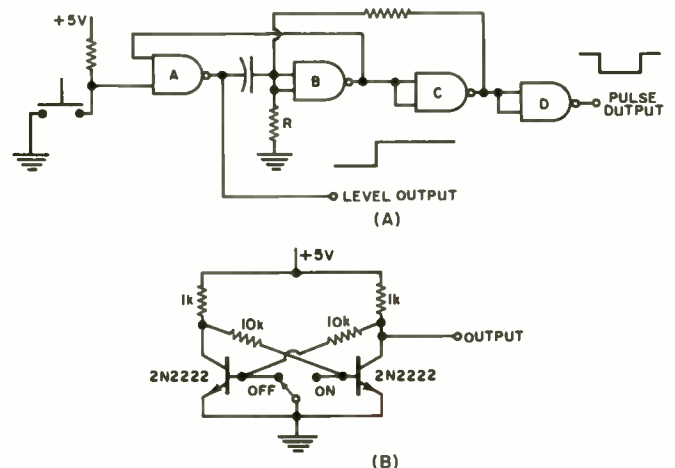 +5V
A
B
C
D
PULSE
OUTPUT
R
LEVEL OUTPUT
(A)
+5V
1k
1k
10k
10k
OUTPUT
2N2222
OFF
ON
2N2222
(B)